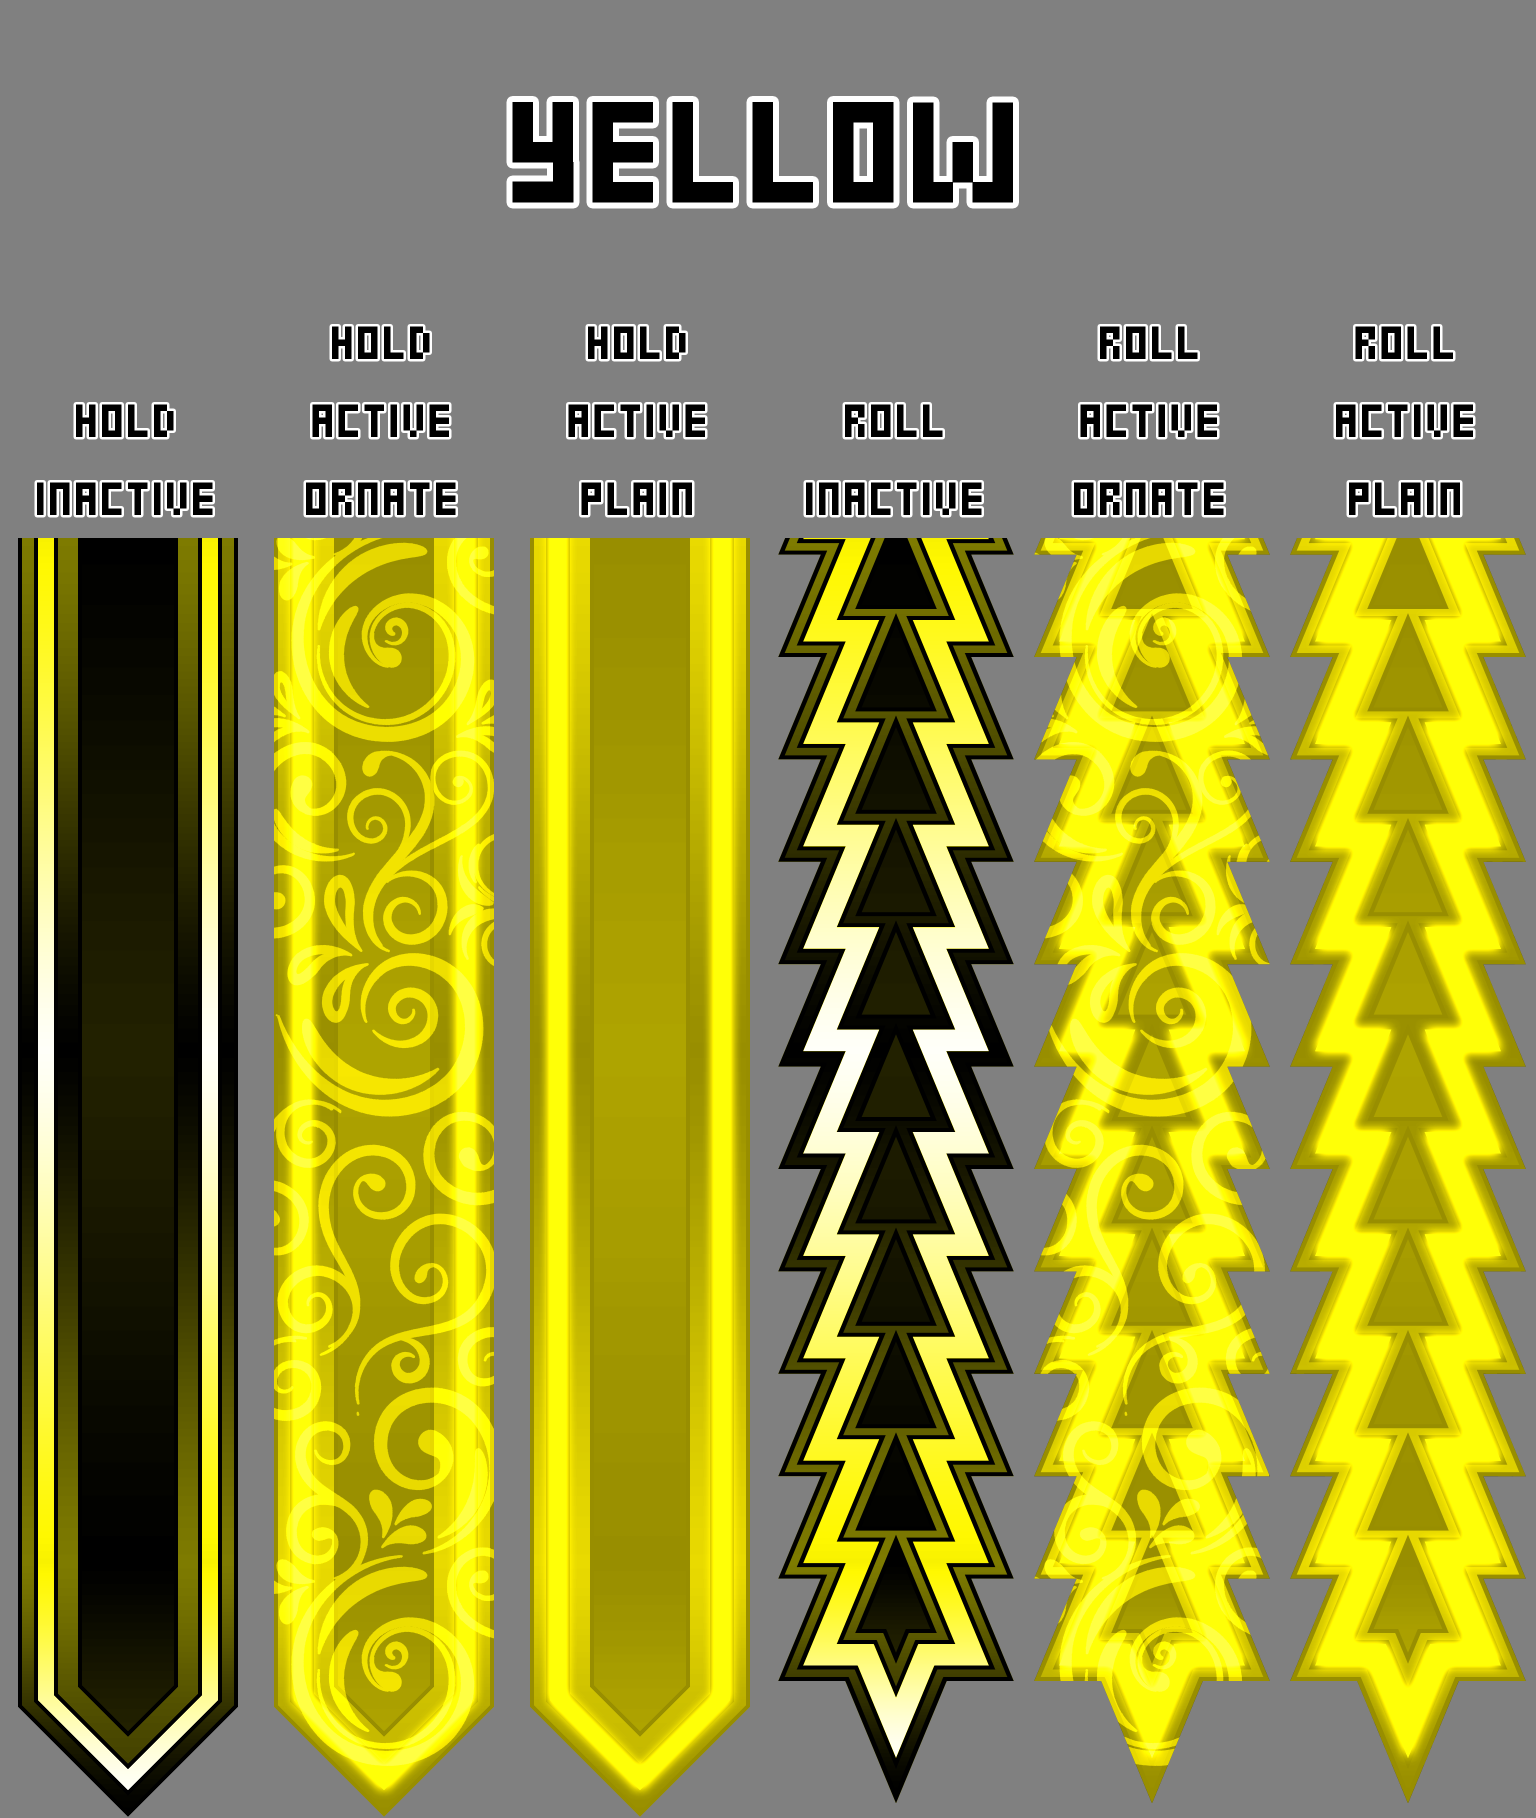 YELLOW
HOLD
INACTIVE
HOLD
ACTIVE
ORNATE
HOLD
ACTIVE
PLAIN
ROLL
INACTIVE
ROLL
ACTIVE
ORNATE
ROLL
ACTIVE
PLAIN